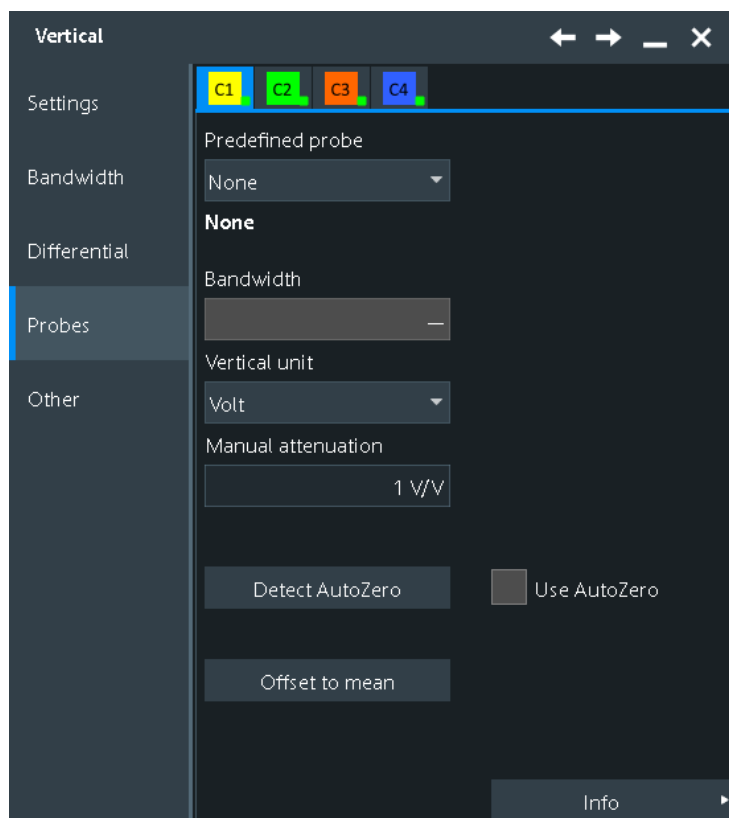 Vertical
Settings
Bandwidth
Differential
Probes
Other
C1 C2 C3 C4
Predefined probe
None
None
Bandwidth
—
Vertical unit
Volt
Manual attenuation
1 V/V
Detect AutoZero
Use AutoZero
Offset to mean
Info